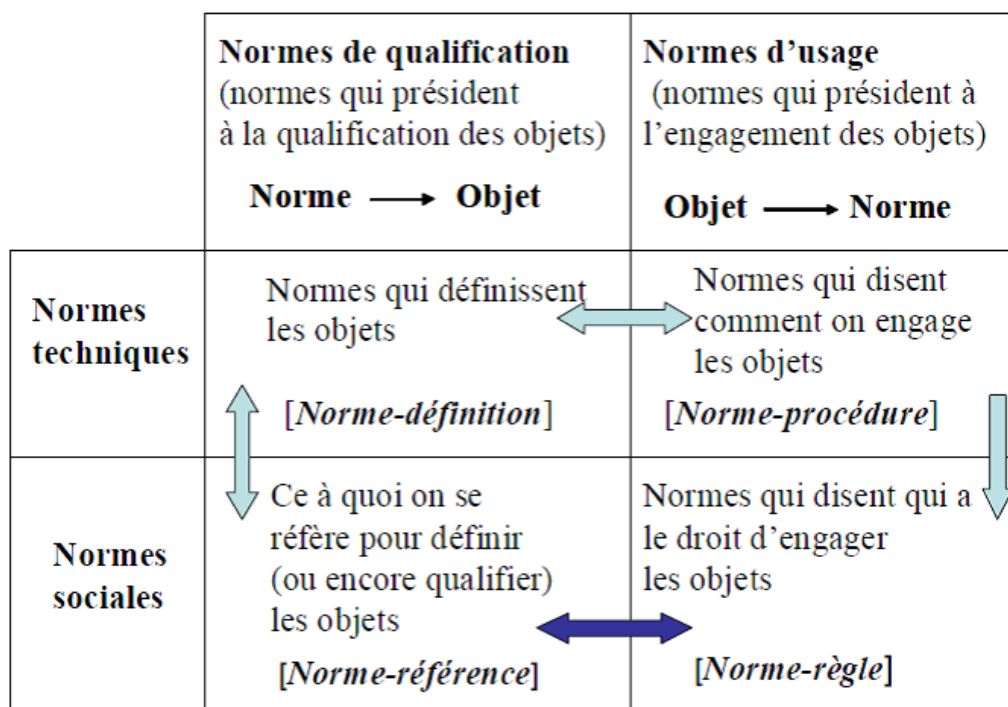 Normes de qualification
(normes qui président
à la qualification des objets)
Norme Objet
Normes d’usage
(normes qui président à
l’engagement des objets)
Objet Norme
Normes
techniques
Normes qui définissent
les objets
[Norme-définition]
Normes qui disent
comment on engage
les objets
[Norme-procédure]
Normes
sociales
Ce à quoi on se
réfère pour définir
(ou encore qualifier)
les objets
[Norme-référence]
Normes qui disent qui a
le droit d’engager
les objets
[Norme-règle]